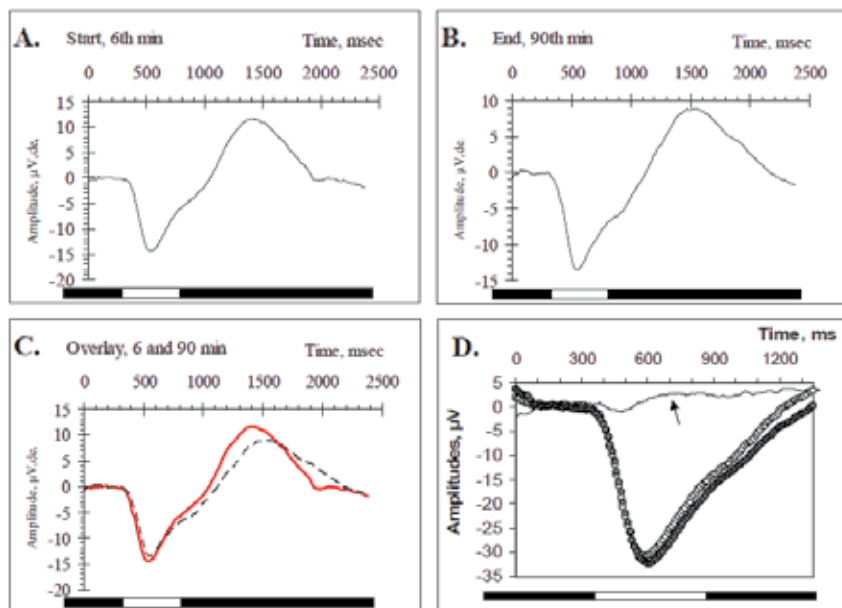 A. Start, 6th min Time, msec
0 500 1000 1500 2000 2500
15
10
5
0
-5
-10
-15
-20
Amplitude, µV,dc,
B. End, 90th min Time, msec
0 500 1000 1500 2000 2500
10
5
0
-5
-10
-15
Amplitude, µV,dc
C. Overlay, 6 and 90 min Time, msec
0 500 1000 1500 2000 2500
15
10
5
0
-5
-10
-15
-20
Amplitude, µV,dc,
D. Time, ms
0 300 600 900 1200
5
0
-5
-10
-15
-20
-25
-30
-35
Amplitudes, µV